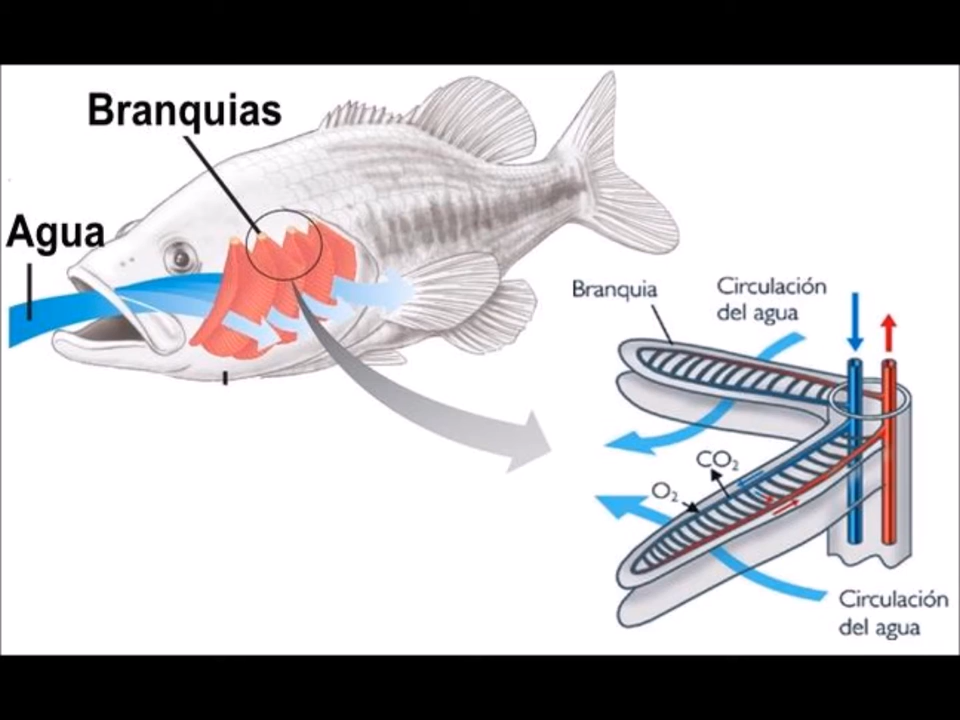 Branquias
Agua
Branquia
Circulación
del agua
CO₂
O₂
Circulación
del agua